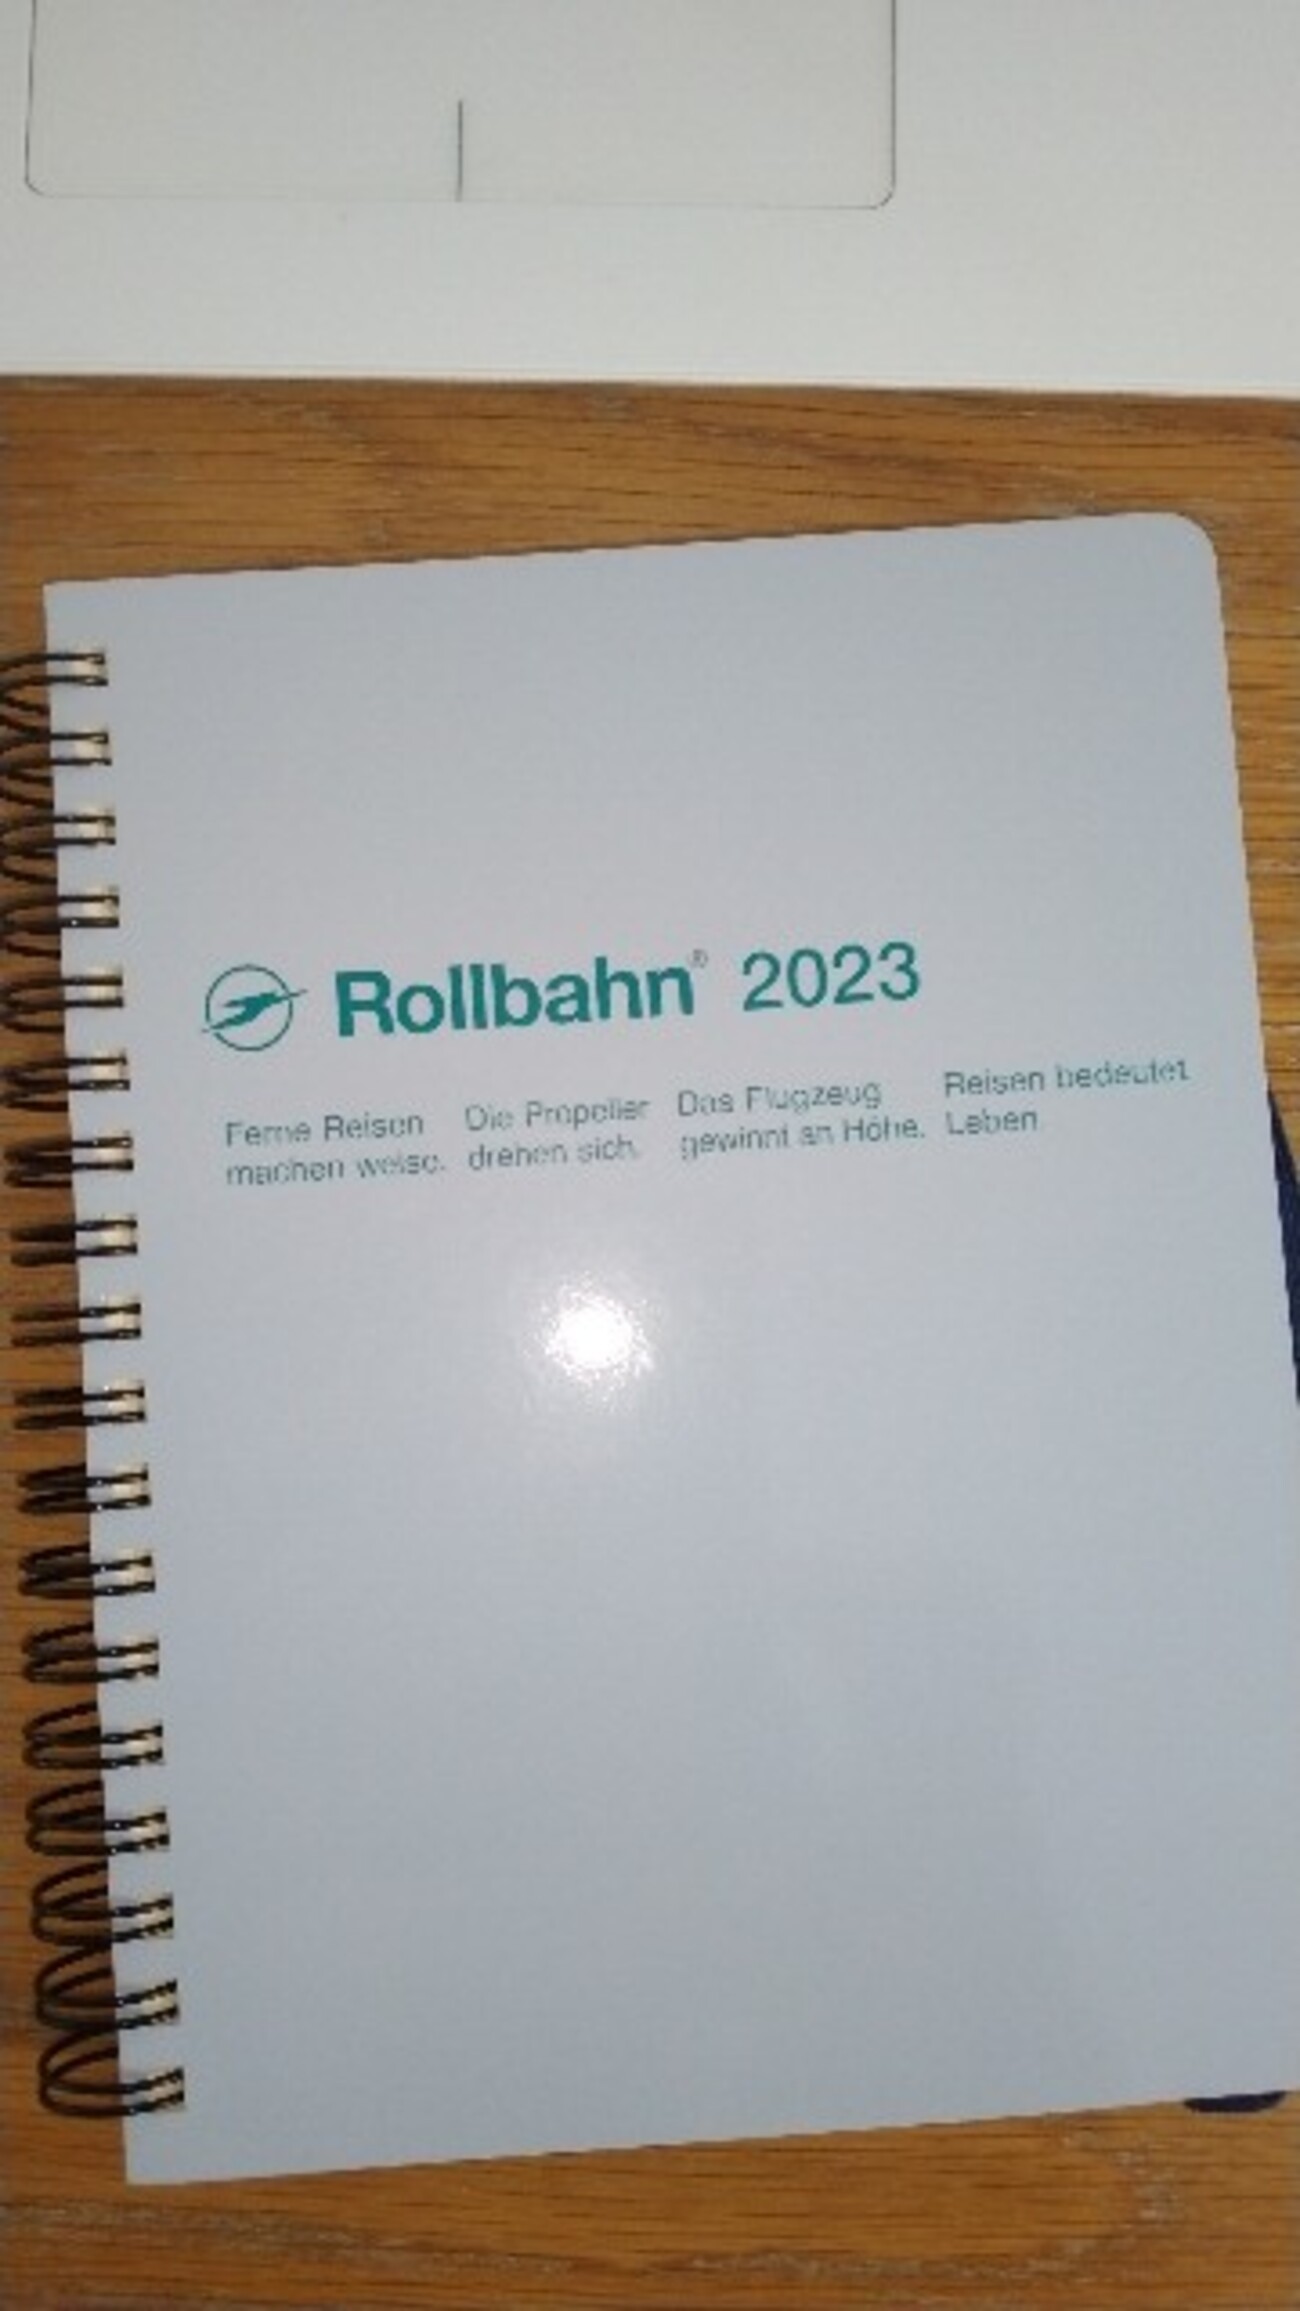 Rollbahn® 2023
Ferne Reisen
machen weise.
Die Propeller
drehen sich.
Das Flugzeug
gewinnt an Höhe.
Reisen bedeutet
Leben